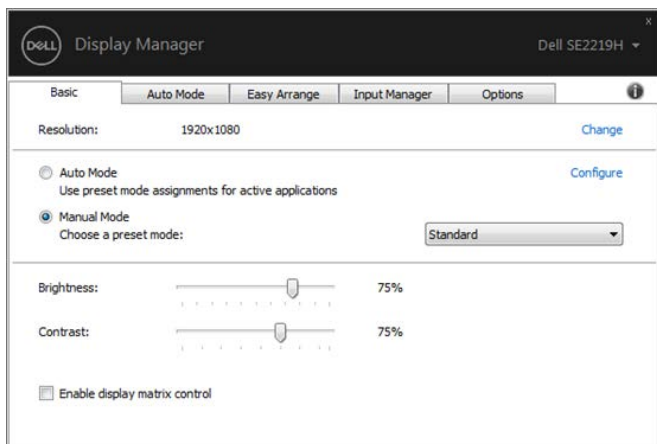 x
DELL Display Manager Dell SE2219H
Basic Auto Mode Easy Arrange Input Manager Options
Resolution: 1920x1080 Change
Auto Mode Configure
Use preset mode assignments for active applications
Manual Mode
Choose a preset mode: Standard
Brightness: 75%
Contrast: 75%
Enable display matrix control